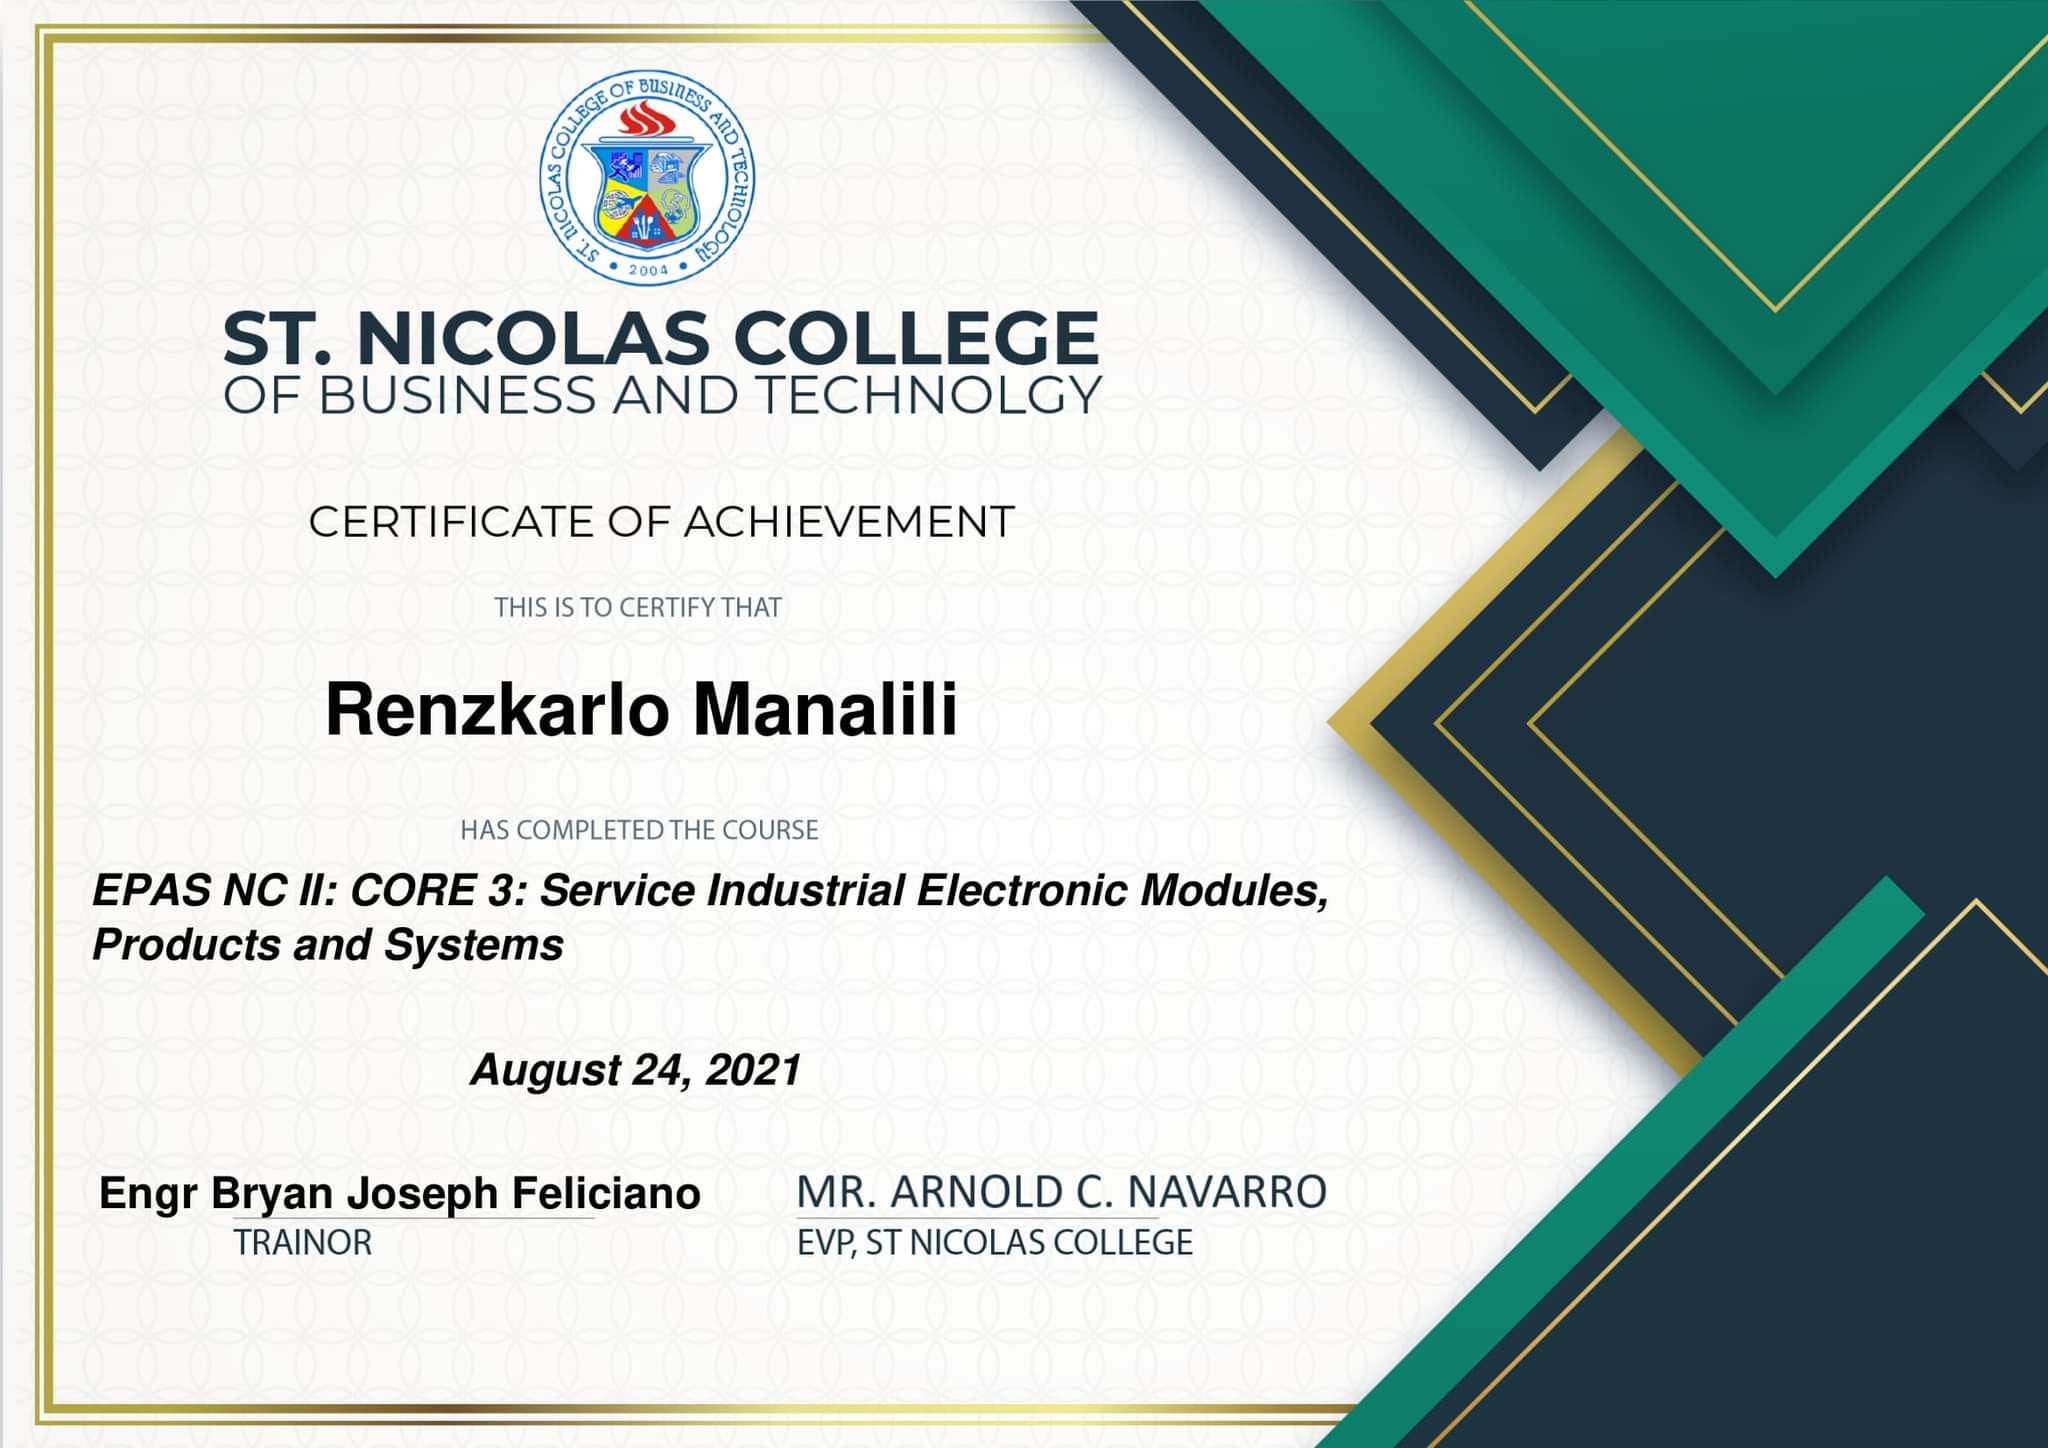 ST. NICOLAS COLLEGE OF BUSINESS AND TECHNOLOGY
• 2004 •
ST. NICOLAS COLLEGE
OF BUSINESS AND TECHNOLGY
CERTIFICATE OF ACHIEVEMENT
THIS IS TO CERTIFY THAT
Renzkarlo Manalili
HAS COMPLETED THE COURSE
EPAS NC II: CORE 3: Service Industrial Electronic Modules,
Products and Systems
August 24, 2021
Engr Bryan Joseph Feliciano
TRAINOR
MR. ARNOLD C. NAVARRO
EVP, ST NICOLAS COLLEGE